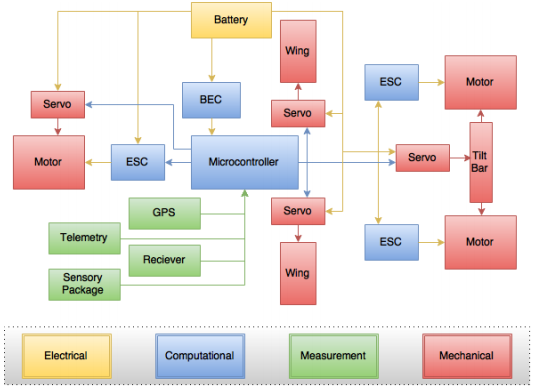 Battery
Wing
ESC
Motor
Servo
BEC
Servo
Motor
ESC
Microcontroller
Servo
Tilt
Bar
GPS
Servo
Telemetry
Reciever
ESC
Motor
Sensory
Package
Wing
Electrical
Computational
Measurement
Mechanical